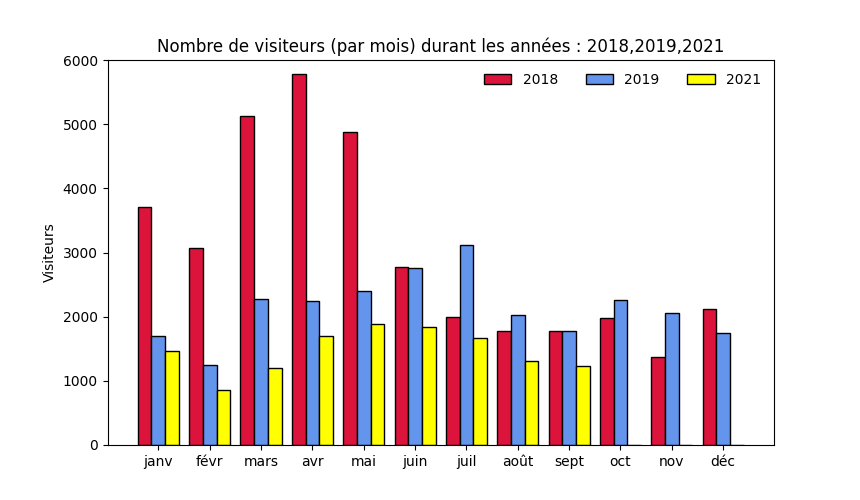 Nombre de visiteurs (par mois) durant les années : 2018,2019,2021
6000
2018 2019 2021
5000
4000
3000
Visiteurs
2000
1000
0
janv févr mars avr mai juin juil août sept oct nov déc